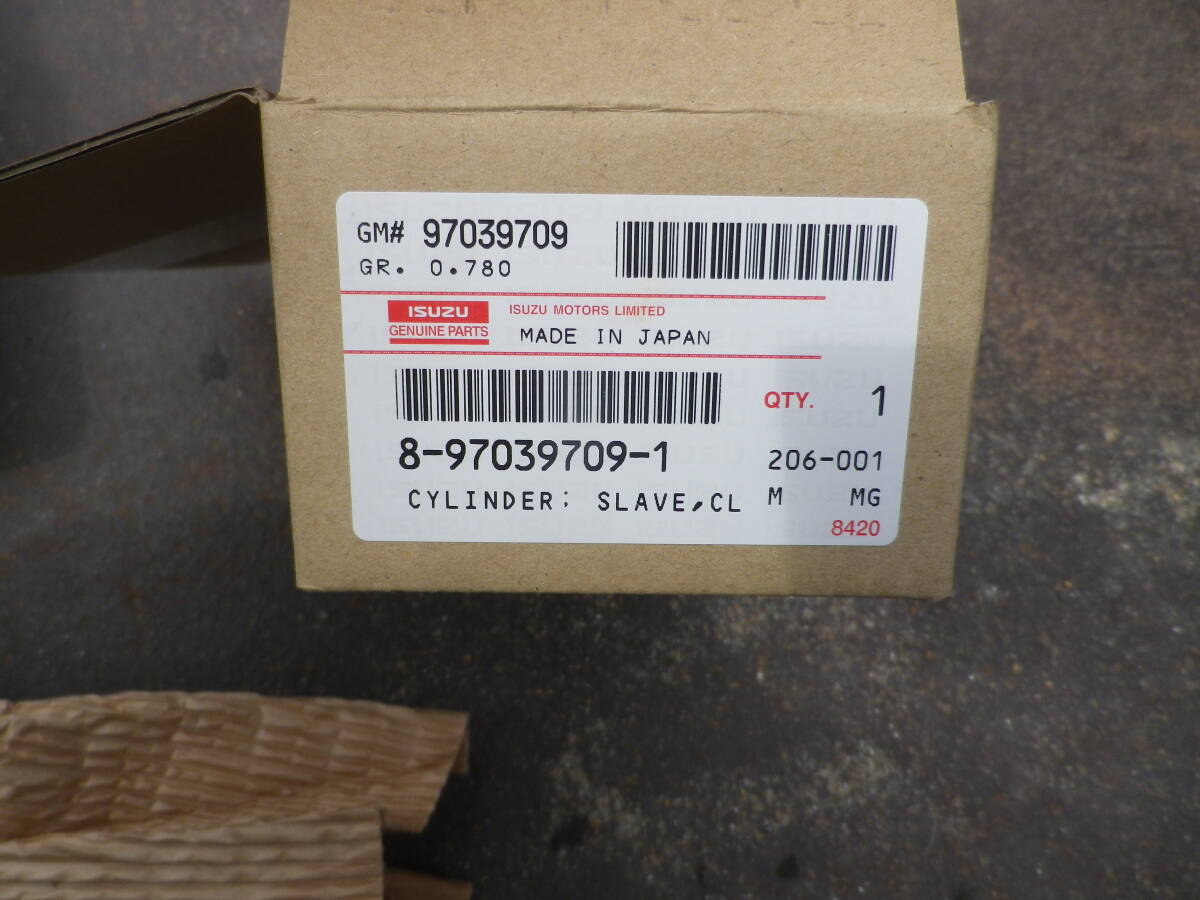 GM# 97039709
GR. 0.780
ISUZU
GENUINE PARTS
ISUZU MOTORS LIMITED
MADE IN JAPAN
QTY. 1
8-97039709-1
206-001
CYLINDER; SLAVE,CL
M MG
8420